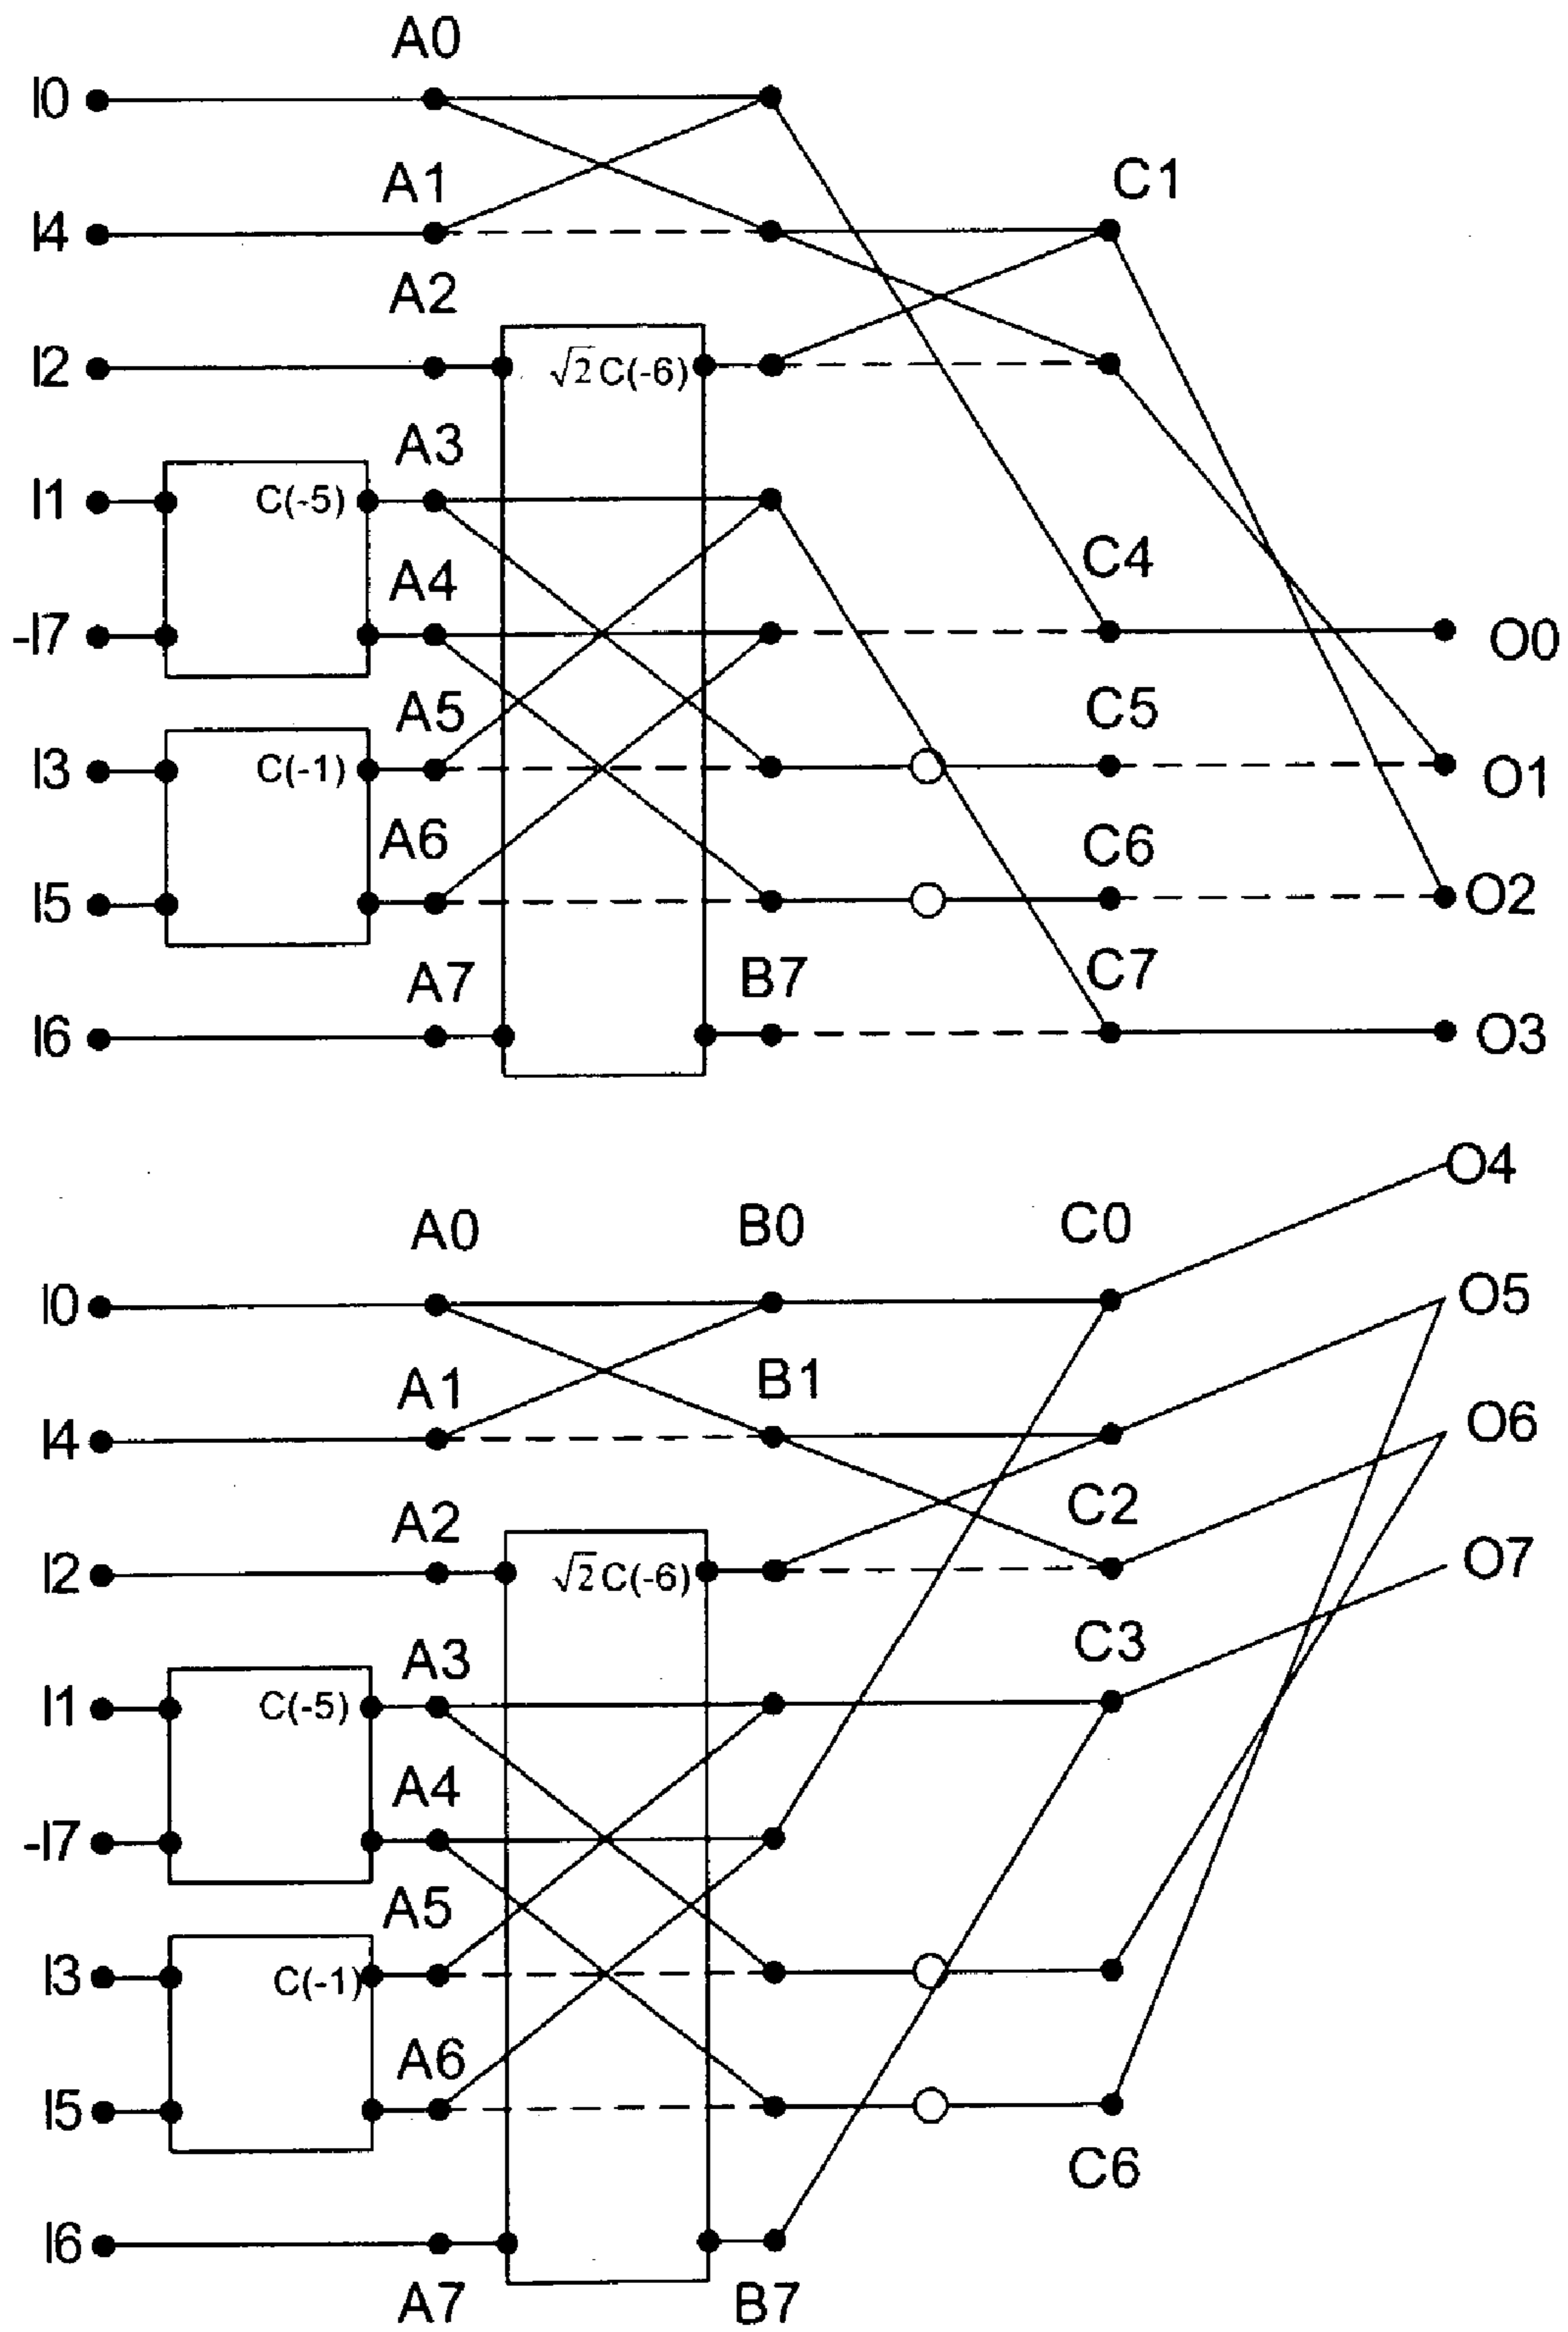 A0
I0
A1
C1
I4
A2
I2
√2 C(-6)
A3
I1
C(-5)
A4
C4
-I7
O0
A5
C5
I3
C(-1)
O1
A6
C6
I5
O2
A7
B7
C7
I6
O3
O4
A0
B0
C0
I0
O5
A1
B1
I4
O6
A2
C2
I2
√2 C(-6)
O7
A3
C3
I1
C(-5)
A4
-I7
A5
I3
C(-1)
A6
I5
C6
I6
A7
B7